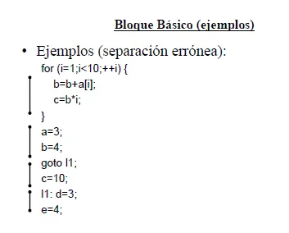 Bloque Básico (ejemplos)
• Ejemplos (separación errónea):
for (i=1;i<10;++i) {
b=b+a[i];
c=b*i;
}
a=3;
b=4;
goto l1;
c=10;
l1: d=3;
e=4;